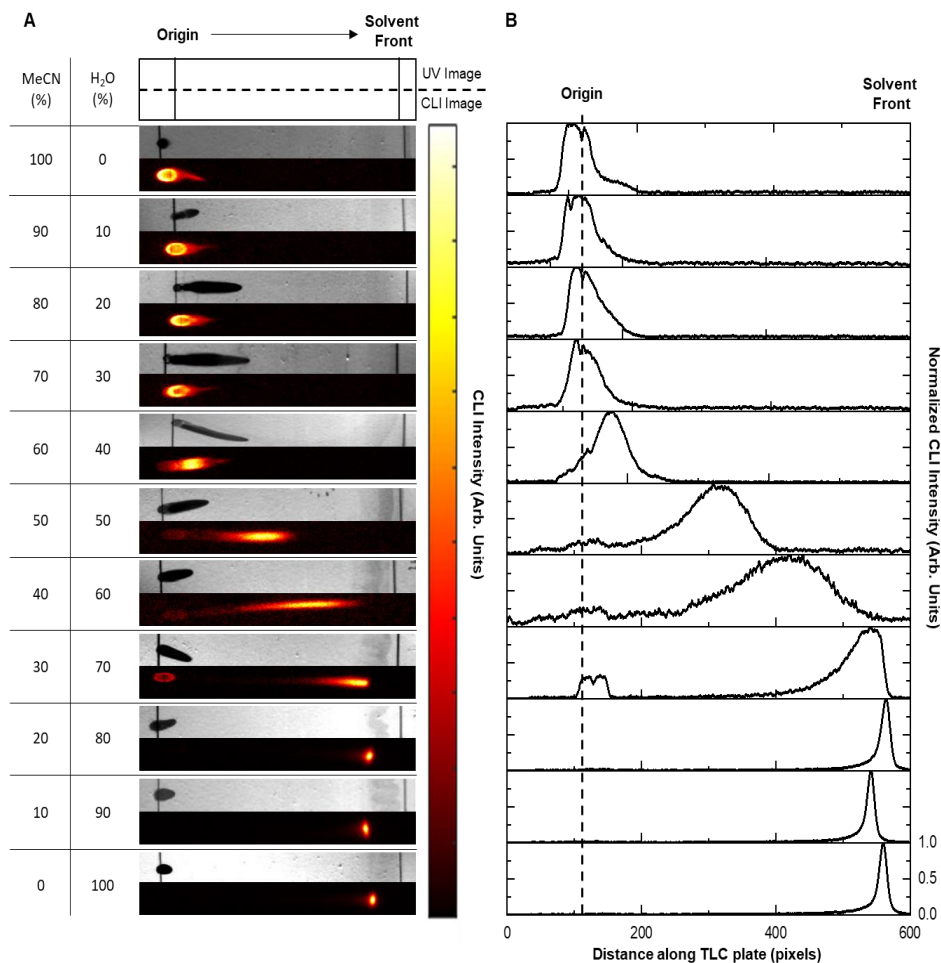 A
B
Origin
Solvent
Front
MeCN
(%)
H₂O
(%)
UV Image
CLI Image
Origin
Solvent
Front
100 0
90 10
80 20
70 30
60 40
50 50
40 60
30 70
20 80
10 90
0 100
CLI Intensity (Arb. Units)
Normalized CLI Intensity (Arb. Units)
1.0
0.5
0.0
0 200 400 600
Distance along TLC plate (pixels)